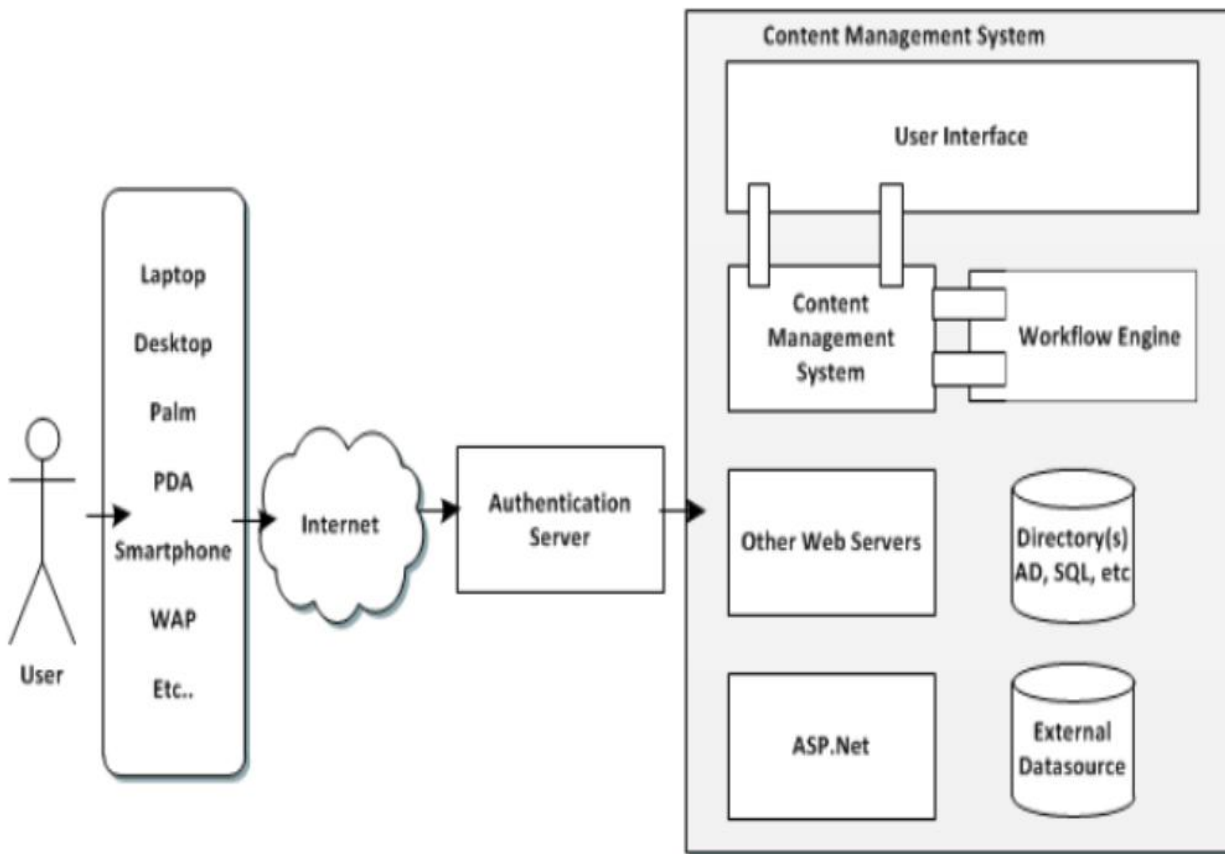 Content Management System
User Interface
Laptop
Desktop
Palm
PDA
Smartphone
WAP
Etc..
User
Internet
Authentication
Server
Content
Management
System
Workflow Engine
Other Web Servers
Directory(s)
AD, SQL, etc
ASP.Net
External
Datasource